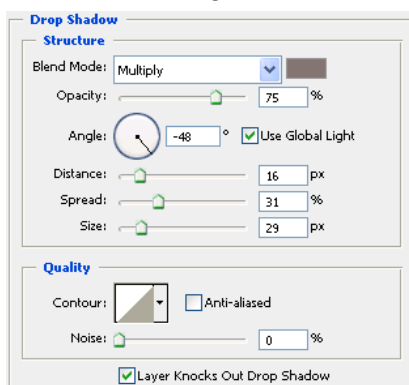 Drop Shadow
Structure
Blend Mode: Multiply
Opacity: 75 %
Angle: -48 ° Use Global Light
Distance: 16 px
Spread: 31 %
Size: 29 px
Quality
Contour: Anti-aliased
Noise: 0 %
Layer Knocks Out Drop Shadow